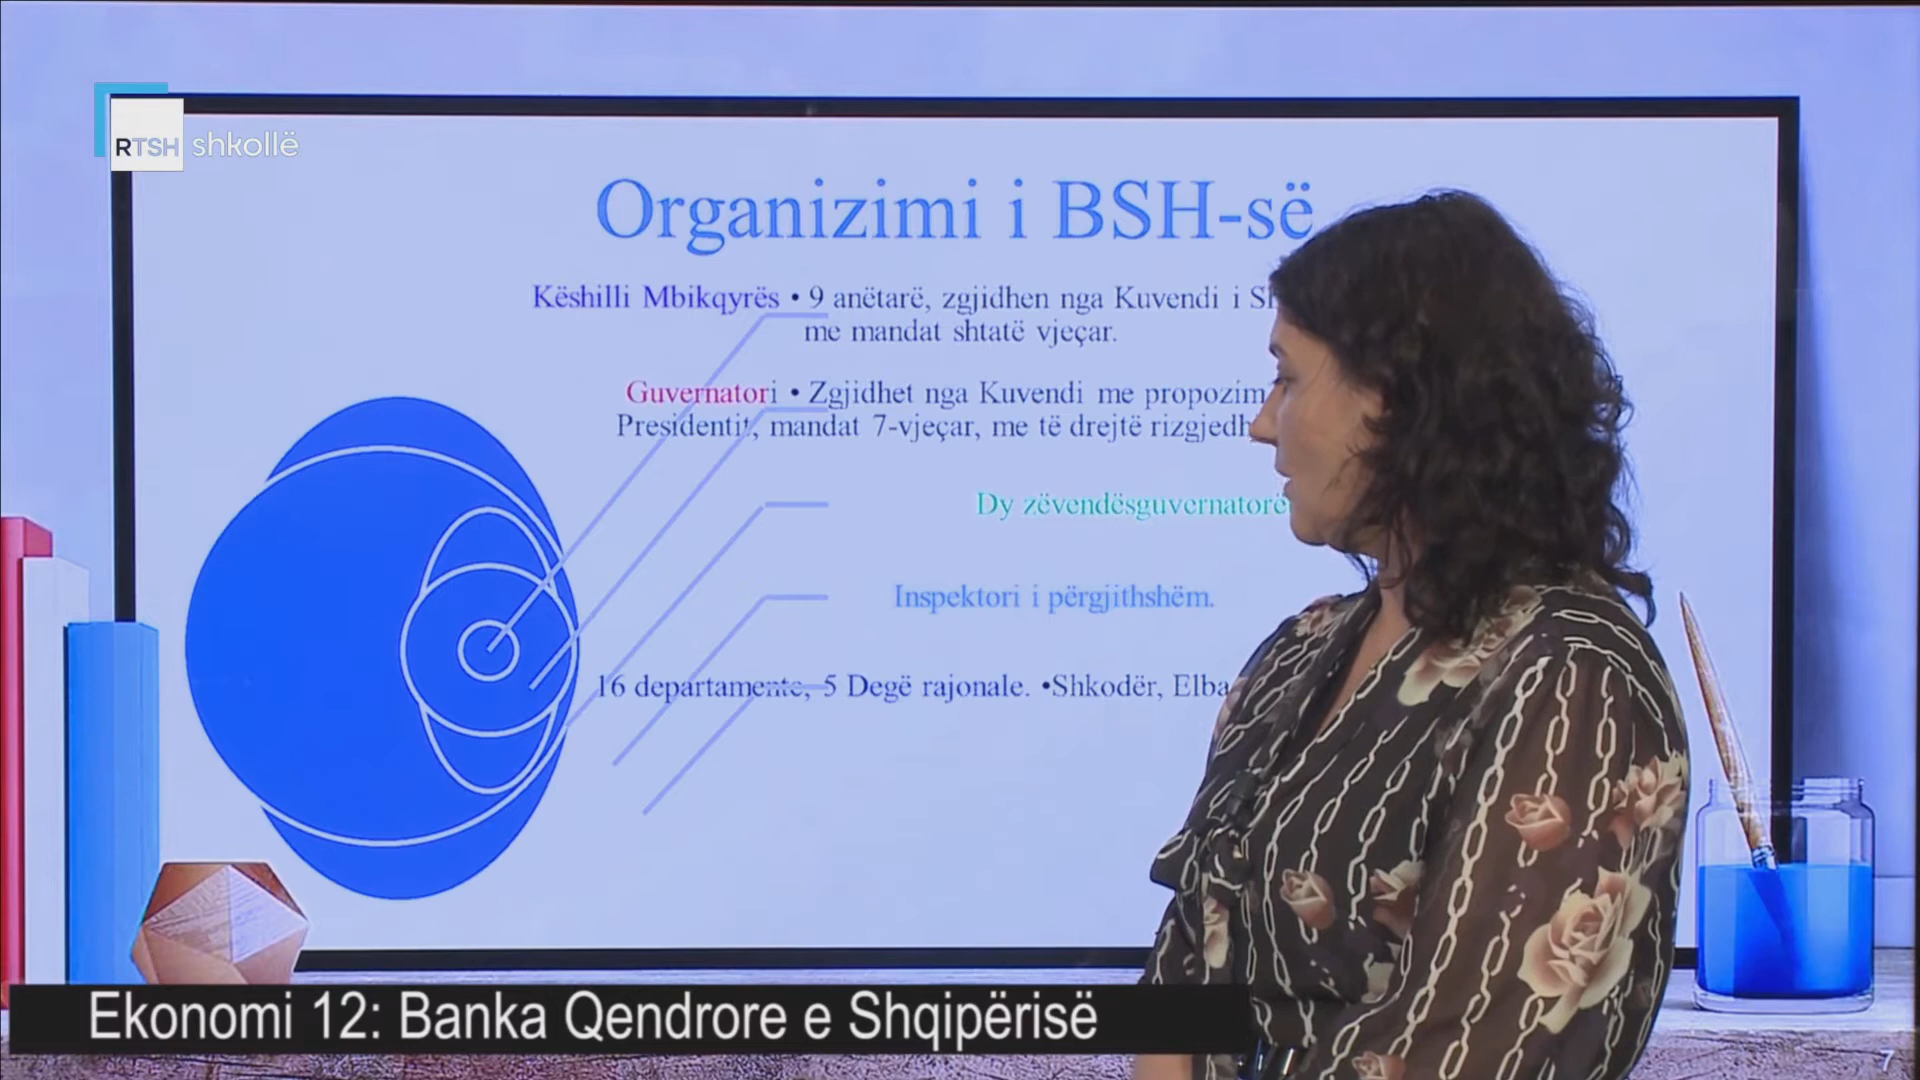 RTSH shkollë
Organizimi i BSH-së
Këshilli Mbikqyrës • 9 anëtarë, zgjidhen nga Kuvendi i
me mandat shtatë vjeçar.
Guvernatori • Zgjidhet nga Kuvendi me propozim
Presidentit, mandat 7-vjeçar, me të drejtë
Dy zëvendësguvernatorë
Inspektori i përgjithshëm.
16 departamente, 5 Degë rajonale. •Shkodër,
Ekonomi 12: Banka Qendrore e Shqipërisë
7